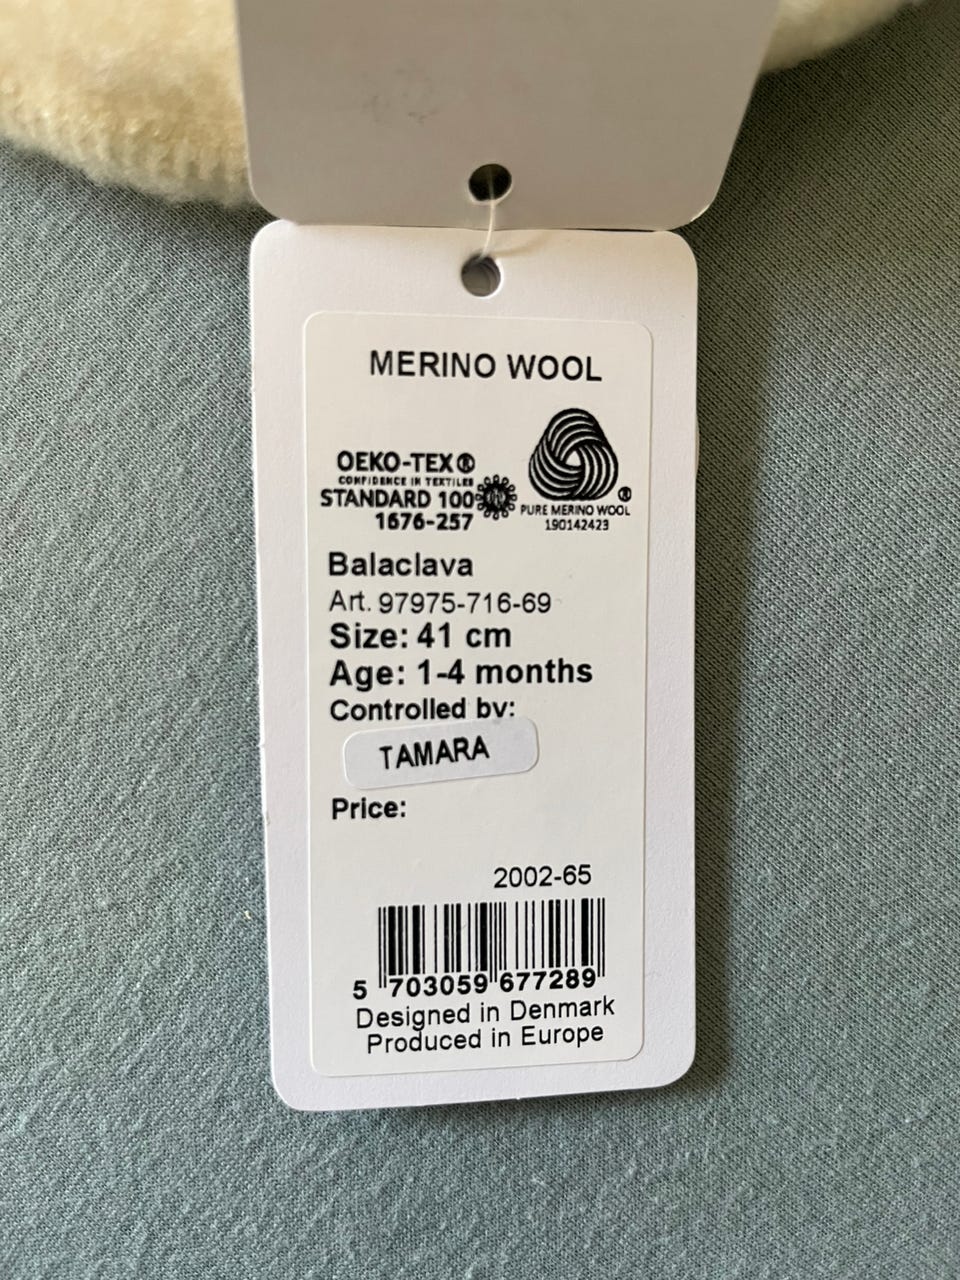 MERINO WOOL
OEKO-TEX®
CONFIDENCE IN TEXTILES
STANDARD 100
1676-257
®
PURE MERINO WOOL
190142423
Balaclava
Art. 97975-716-69
Size: 41 cm
Age: 1-4 months
Controlled by:
TAMARA
Price:
2002-65
5 703059 677289
Designed in Denmark
Produced in Europe